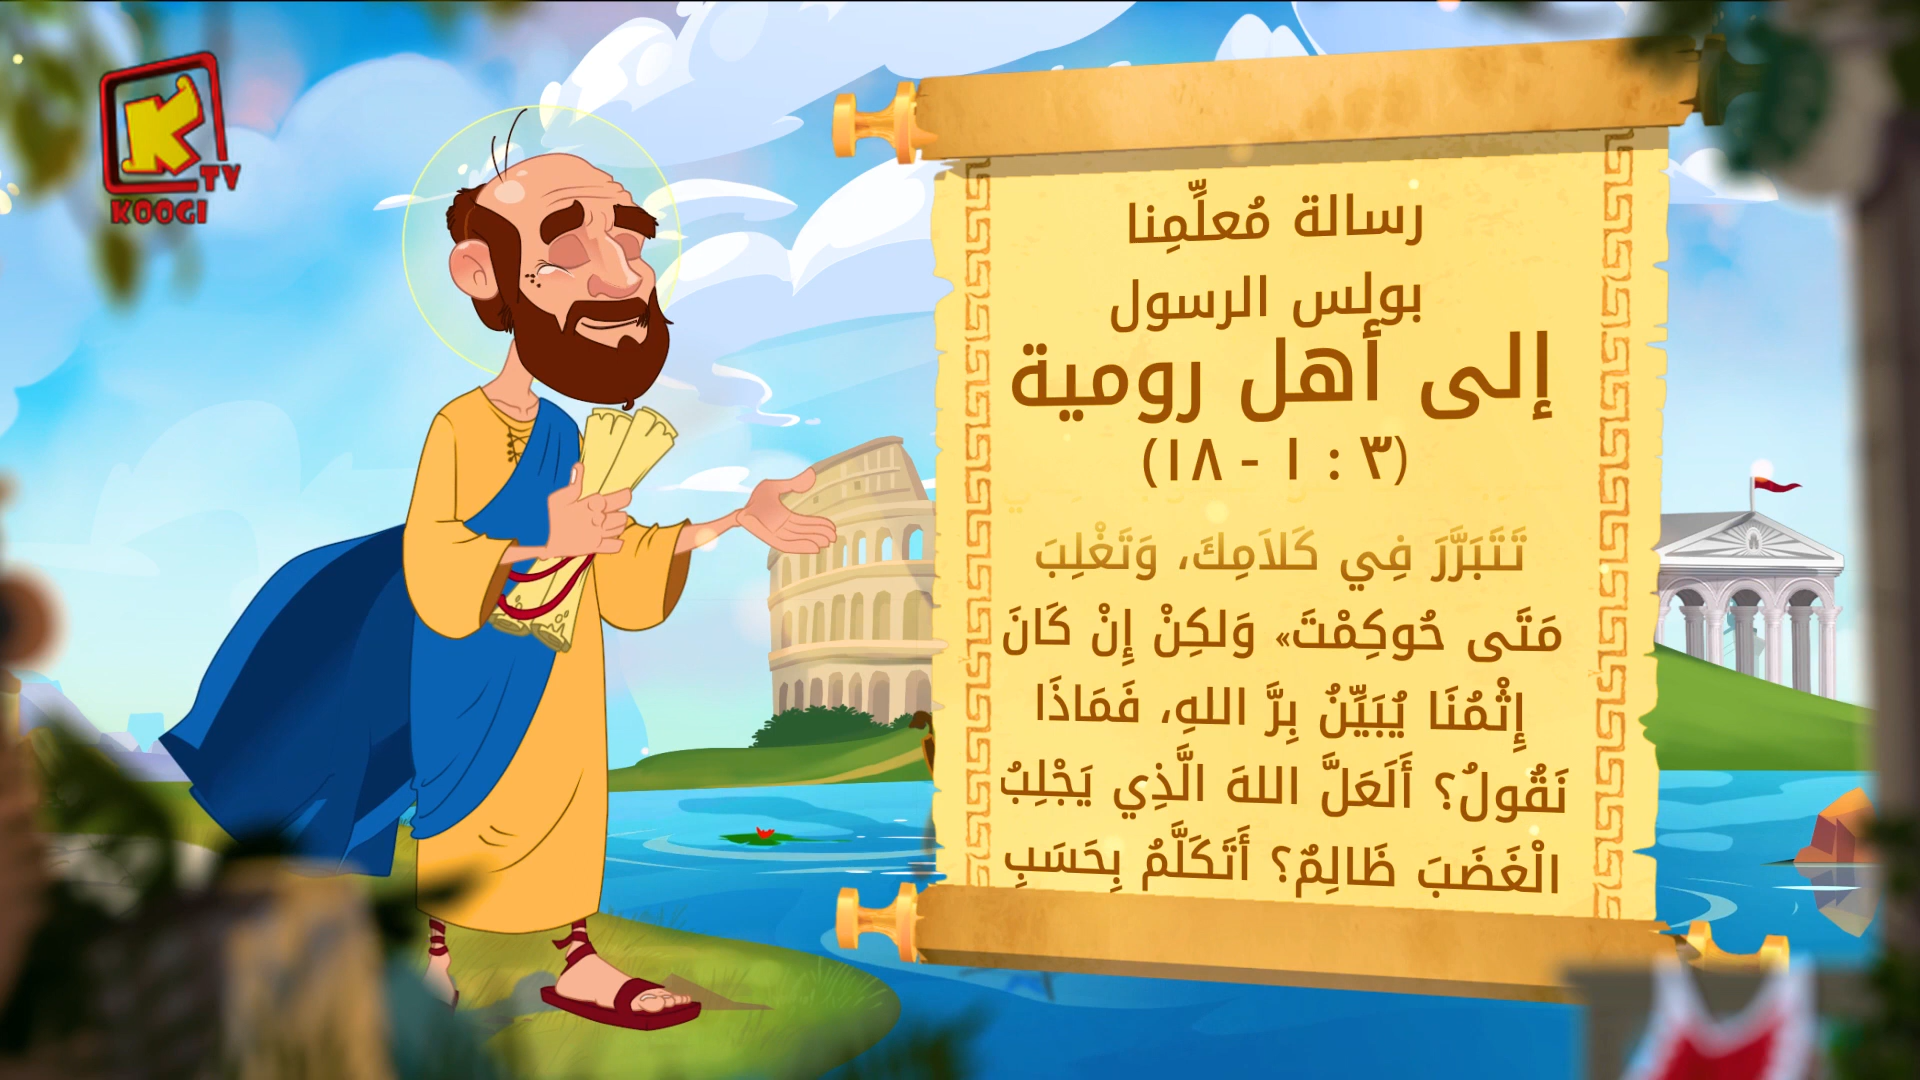 K TV
KOOGI
رسالة مُعلِّمِنا
بولس الرسول
إلى أهل رومية
(٣ : ١ - ١٨)
تَتَبَرَّرَ فِي كَلاَمِكَ، وَتَغْلِبَ
مَتَى حُوكِمْتَ» وَلكِنْ إِنْ كَانَ
إِثْمُنَا يُبَيِّنُ بِرَّ اللهِ، فَمَاذَا
نَقُولُ؟ أَلَعَلَّ اللهَ الَّذِي يَجْلِبُ
الْغَضَبَ ظَالِمٌ؟ أَتَكَلَّمُ بِحَسَبِ